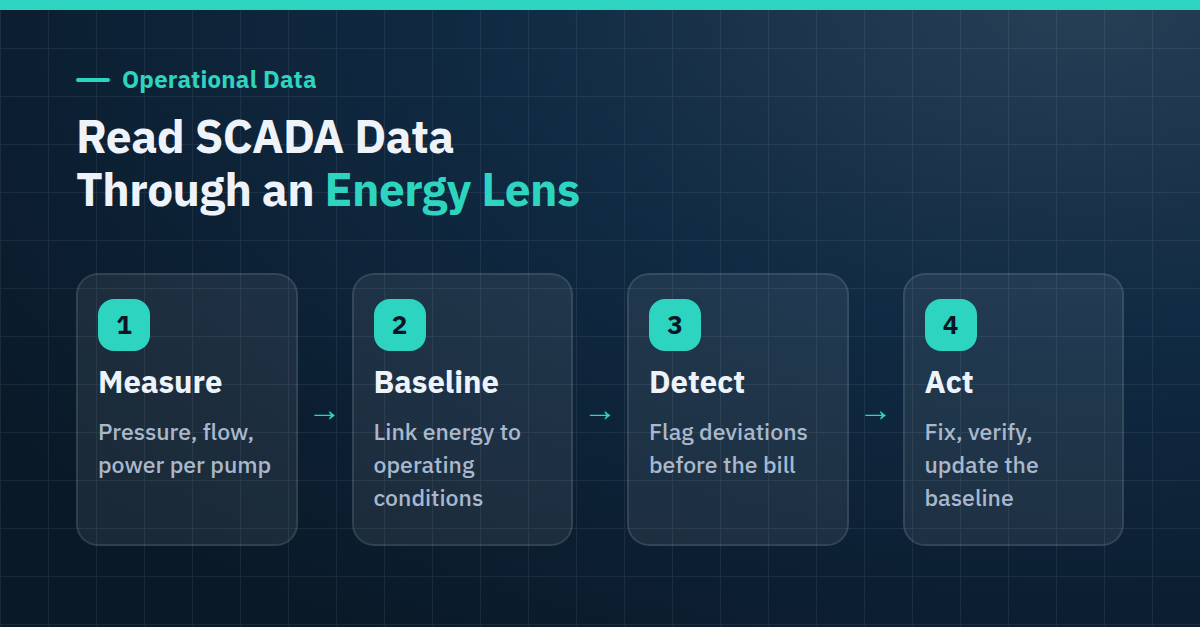 Operational Data
Read SCADA Data
Through an Energy Lens
1
Measure
Pressure, flow,
power per pump
→
2
Baseline
Link energy to
operating
conditions
→
3
Detect
Flag deviations
before the bill
→
4
Act
Fix, verify,
update the
baseline